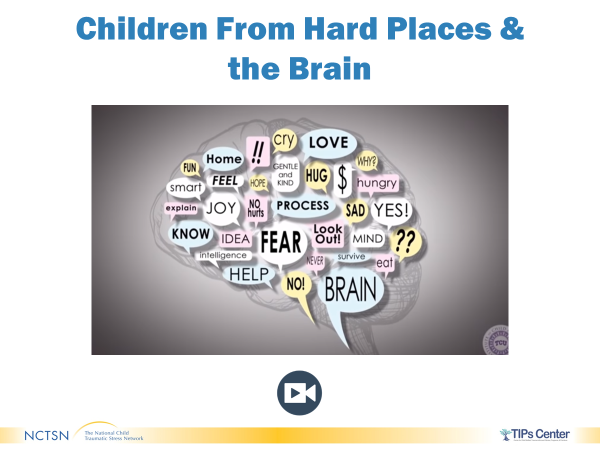 Children From Hard Places &
the Brain
cry
!!
LOVE
FUN
Home
GENTLE
and
KIND
WHY?
smart
FEEL
HOPE
HUG
$
hungry
explain
JOY
NO
hurts
PROCESS
SAD
YES!
KNOW
IDEA
FEAR
Look
Out!
MIND
??
intelligence
NEVER
survive
eat
HELP
NO!
BRAIN
TCU
NCTSN
The National Child
Traumatic Stress Network
TIPs Center